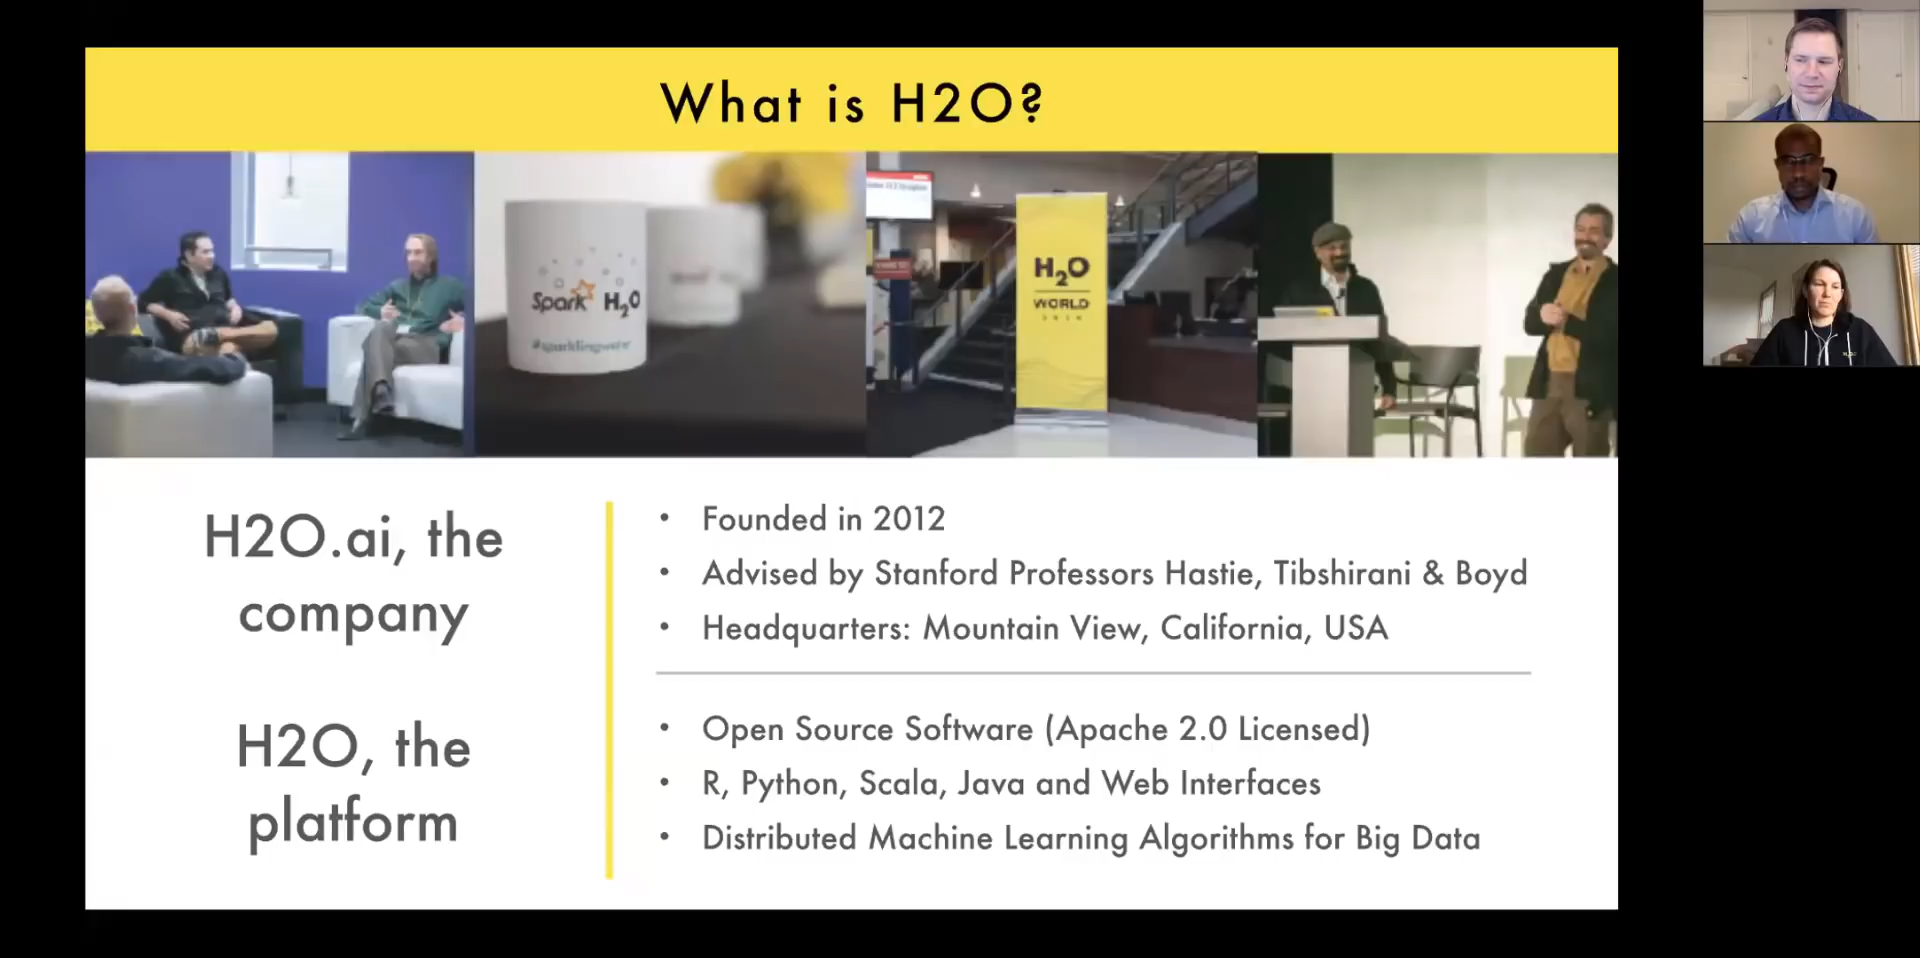 What is H2O?
Spark H2O
#sparklingwater
H2O
WORLD
H2O.ai, the
company
• Founded in 2012
• Advised by Stanford Professors Hastie, Tibshirani & Boyd
• Headquarters: Mountain View, California, USA
H2O, the
platform
• Open Source Software (Apache 2.0 Licensed)
• R, Python, Scala, Java and Web Interfaces
• Distributed Machine Learning Algorithms for Big Data